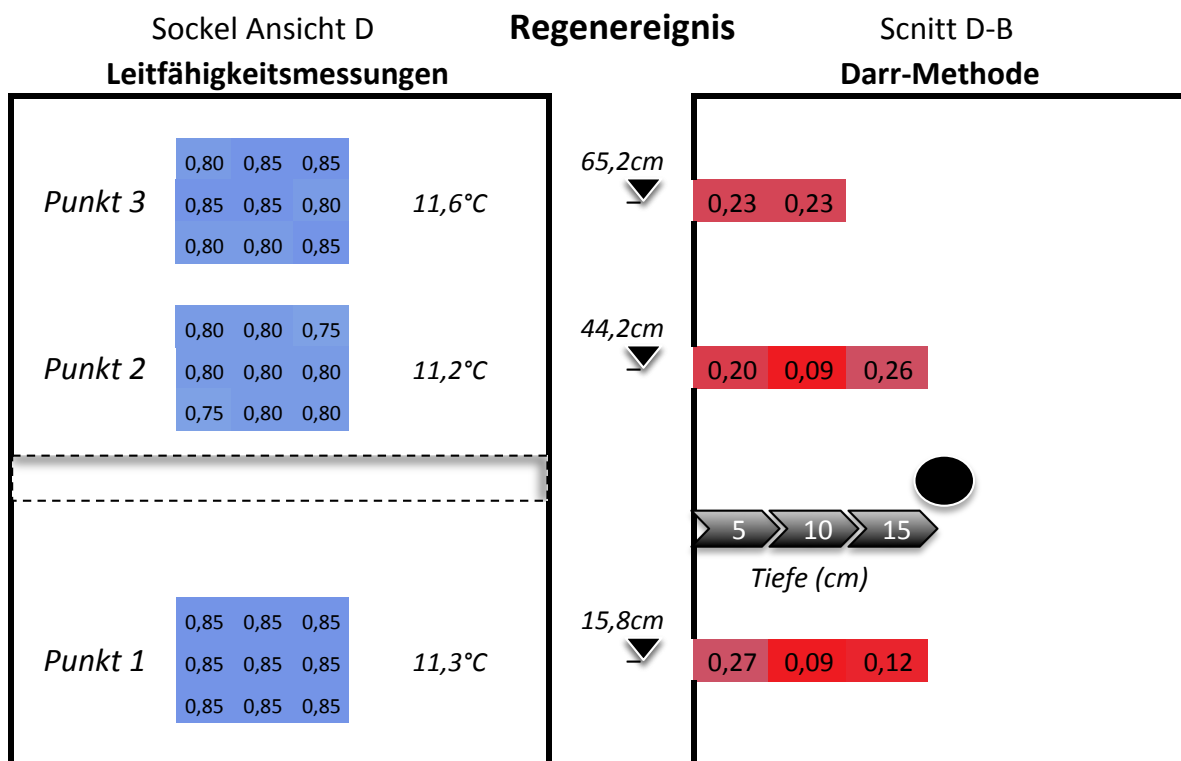 Sockel Ansicht D Regenereignis Scnitt D-B
Leitfähigkeitsmessungen Darr-Methode
0,80 0,85 0,85 65,2cm
Punkt 3 0,85 0,85 0,80 11,6°C 0,23 0,23
0,80 0,80 0,85
0,80 0,80 0,75 44,2cm
Punkt 2 0,80 0,80 0,80 11,2°C 0,20 0,09 0,26
0,75 0,80 0,80
5 10 15
Tiefe (cm)
0,85 0,85 0,85 15,8cm
Punkt 1 0,85 0,85 0,85 11,3°C 0,27 0,09 0,12
0,85 0,85 0,85